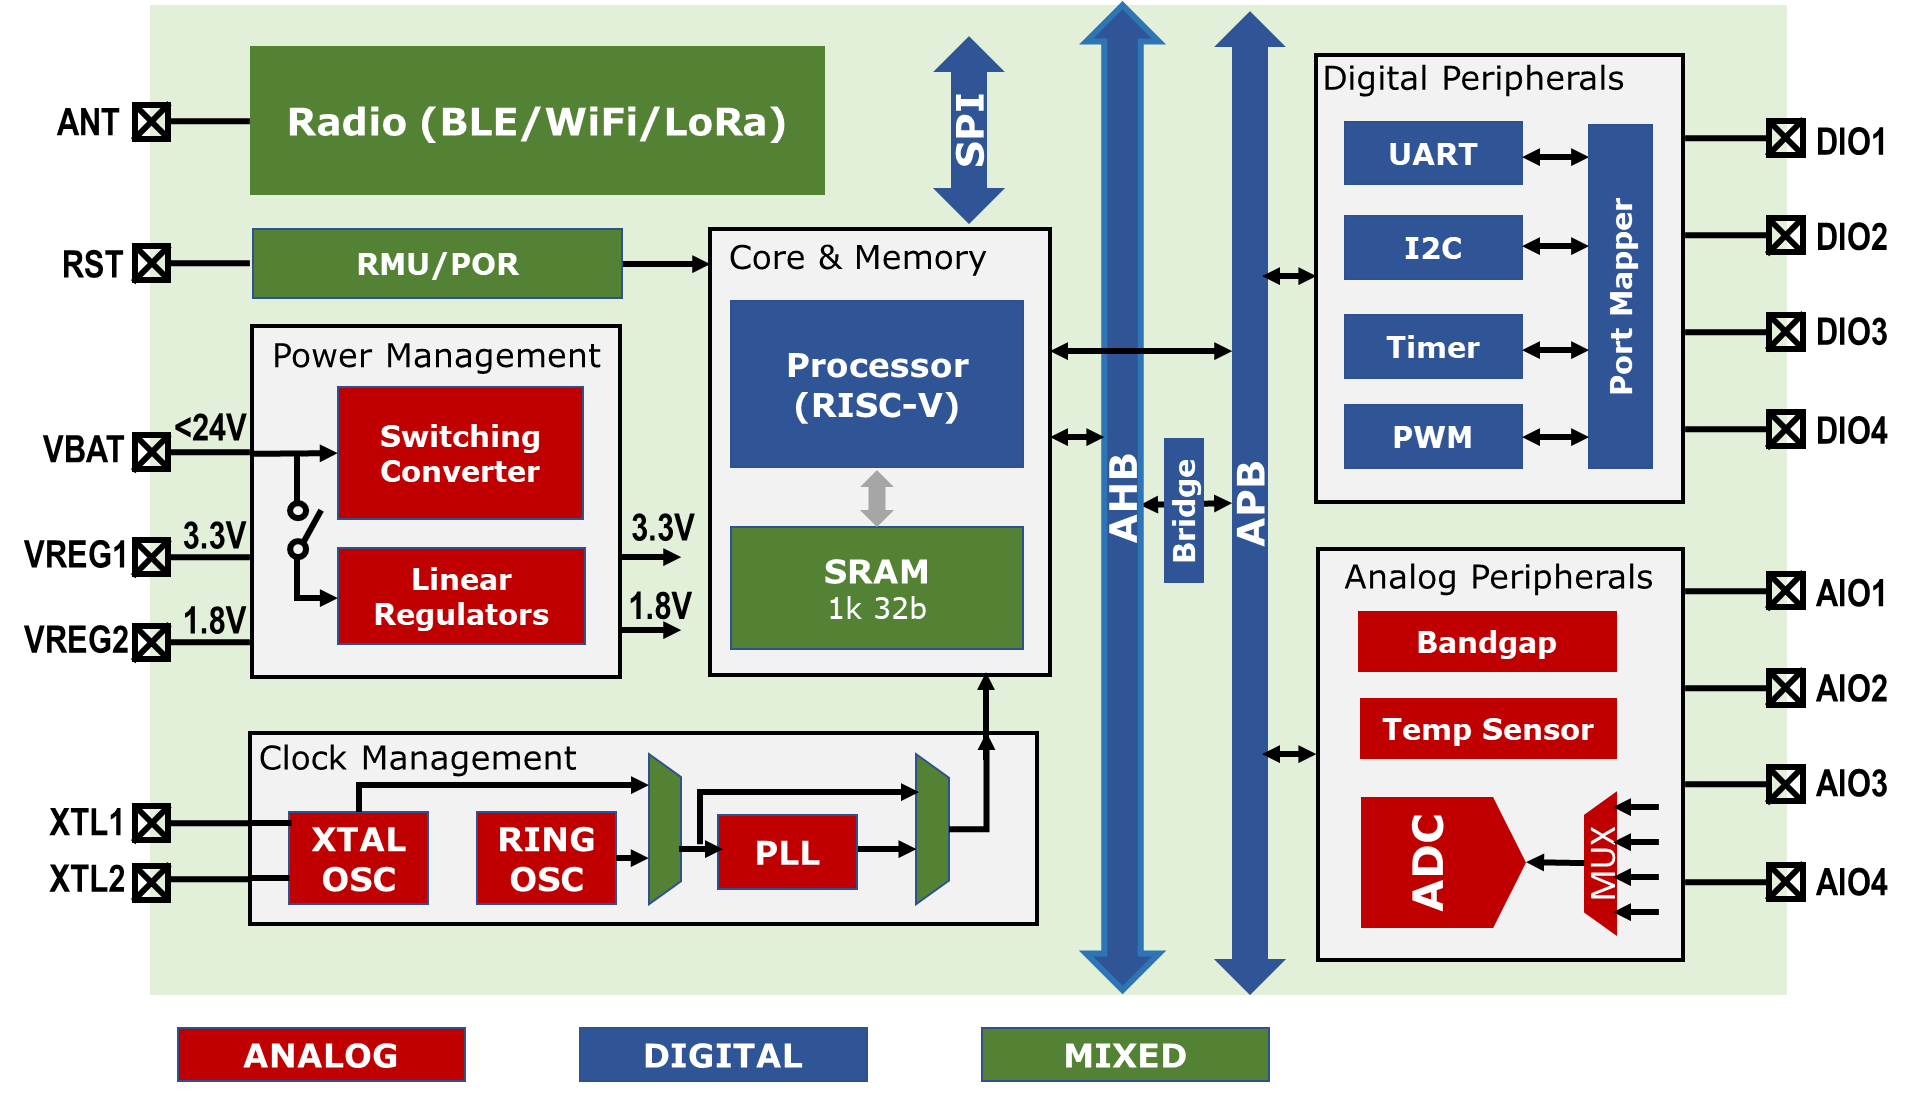 ANT
Radio (BLE/WiFi/LoRa)
SPI
RST
RMU/POR
Core & Memory
Processor
(RISC-V)
SRAM
1k 32b
Power Management
VBAT
<24V
Switching
Converter
VREG1
3.3V
VREG2
1.8V
Linear
Regulators
3.3V
1.8V
Clock Management
XTL1
XTL2
XTAL
OSC
RING
OSC
PLL
AHB
Bridge
APB
Digital Peripherals
UART
I2C
Timer
PWM
Port Mapper
DIO1
DIO2
DIO3
DIO4
Analog Peripherals
Bandgap
Temp Sensor
ADC
MUX
AIO1
AIO2
AIO3
AIO4
ANALOG
DIGITAL
MIXED